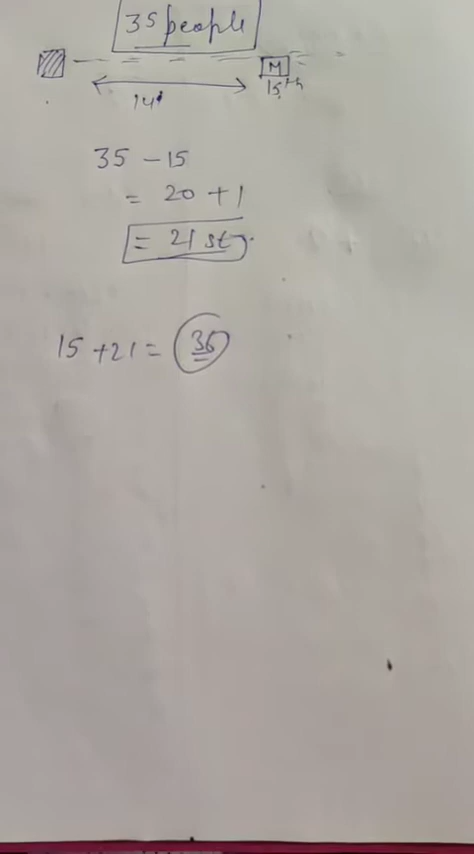 35 people
M
15th
14
35 - 15
= 20 + 1
= 21st
15 + 21 = 36